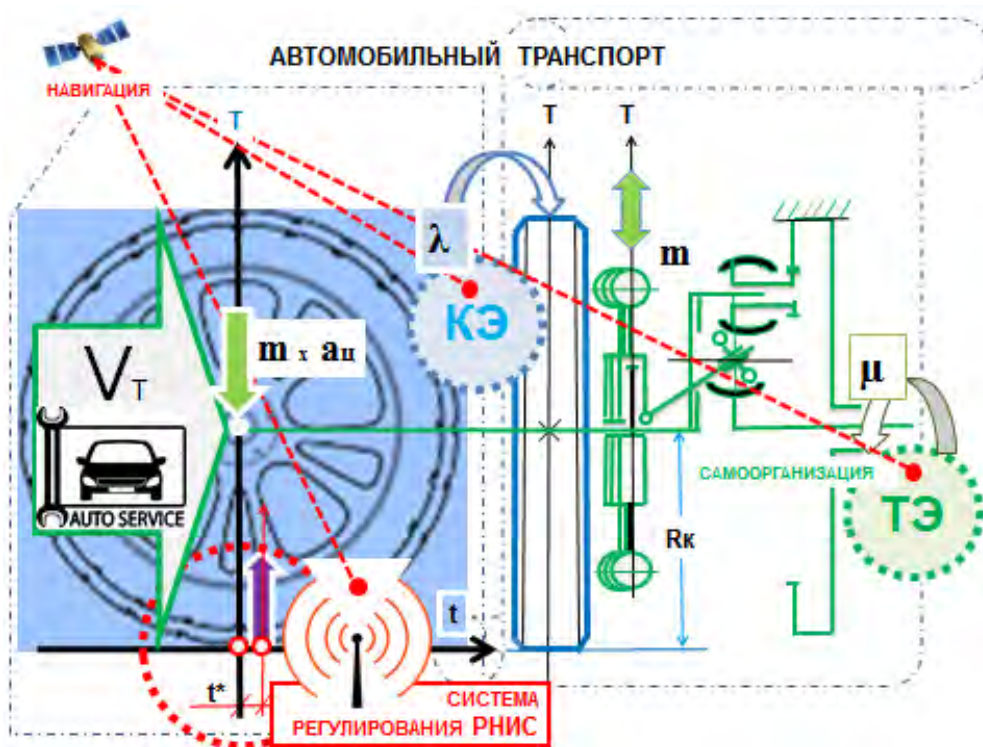 АВТОМОБИЛЬНЫЙ ТРАНСПОРТ
НАВИГАЦИЯ
T
T
T
λ
m
КЭ
m x aц
VT
μ
AUTO SERVICE
САМООРГАНИЗАЦИЯ
ТЭ
Rк
t
t*
СИСТЕМА
РЕГУЛИРОВАНИЯ РНИС